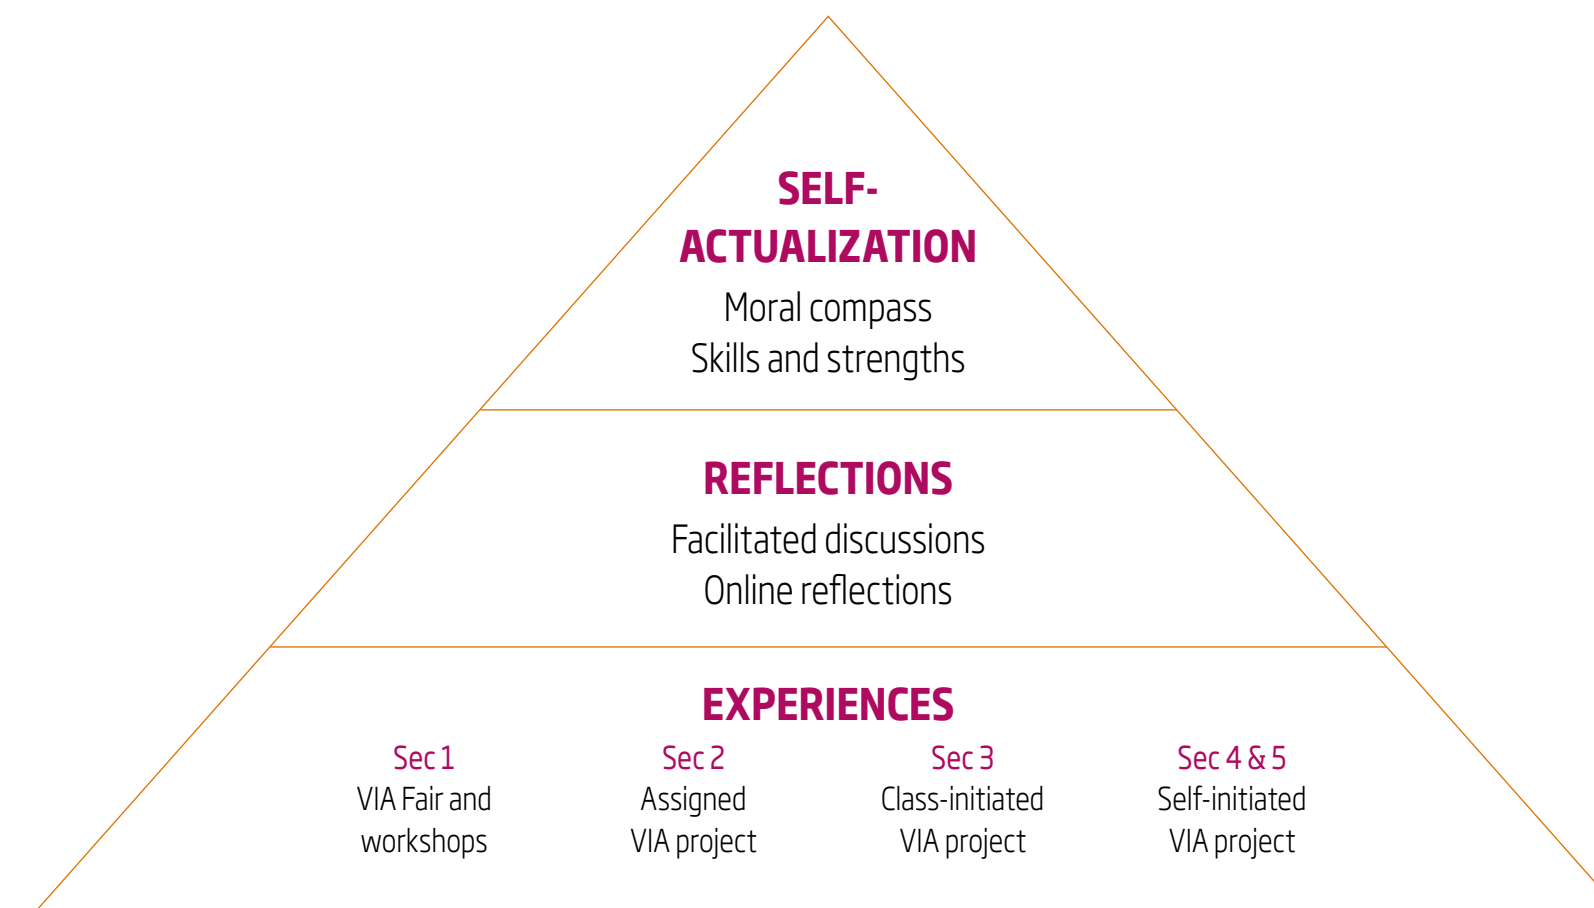 SELF-
ACTUALIZATION
Moral compass
Skills and strengths
REFLECTIONS
Facilitated discussions
Online reflections
EXPERIENCES
Sec 1
VIA Fair and
workshops
Sec 2
Assigned
VIA project
Sec 3
Class-initiated
VIA project
Sec 4 & 5
Self-initiated
VIA project